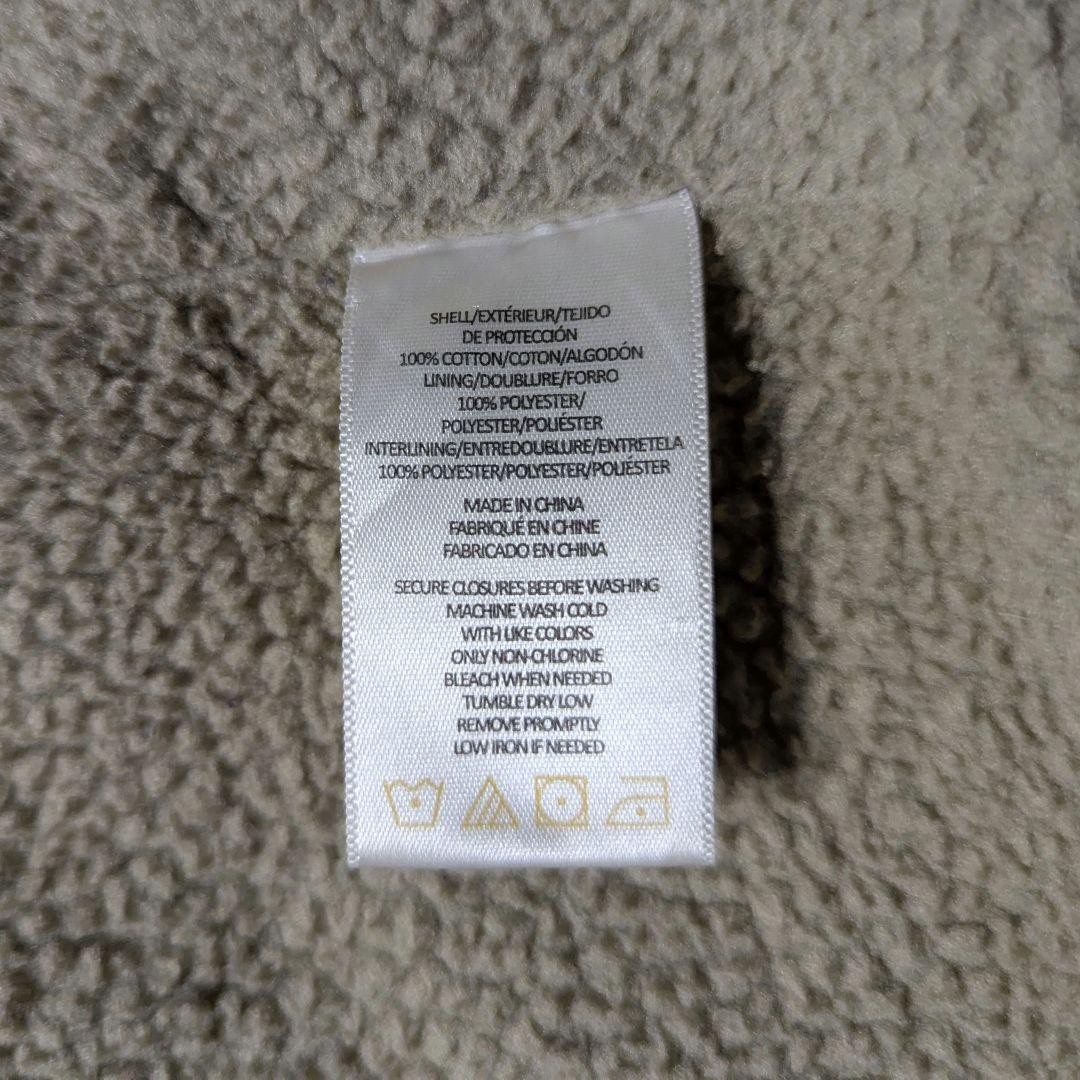 SHELL/EXTÉRIEUR/TEJIDO
DE PROTECCIÓN
100% COTTON/COTON/ALGODÓN
LINING/DOUBLURE/FORRO
100% POLYESTER/
POLYESTER/POLIÉSTER
INTERLINING/ENTREDOUBLURE/ENTRETELA
100% POLYESTER/POLYESTER/POLIESTER
MADE IN CHINA
FABRIQUÉ EN CHINE
FABRICADO EN CHINA
SECURE CLOSURES BEFORE WASHING
MACHINE WASH COLD
WITH LIKE COLORS
ONLY NON-CHLORINE
BLEACH WHEN NEEDED
TUMBLE DRY LOW
REMOVE PROMPTLY
LOW IRON IF NEEDED